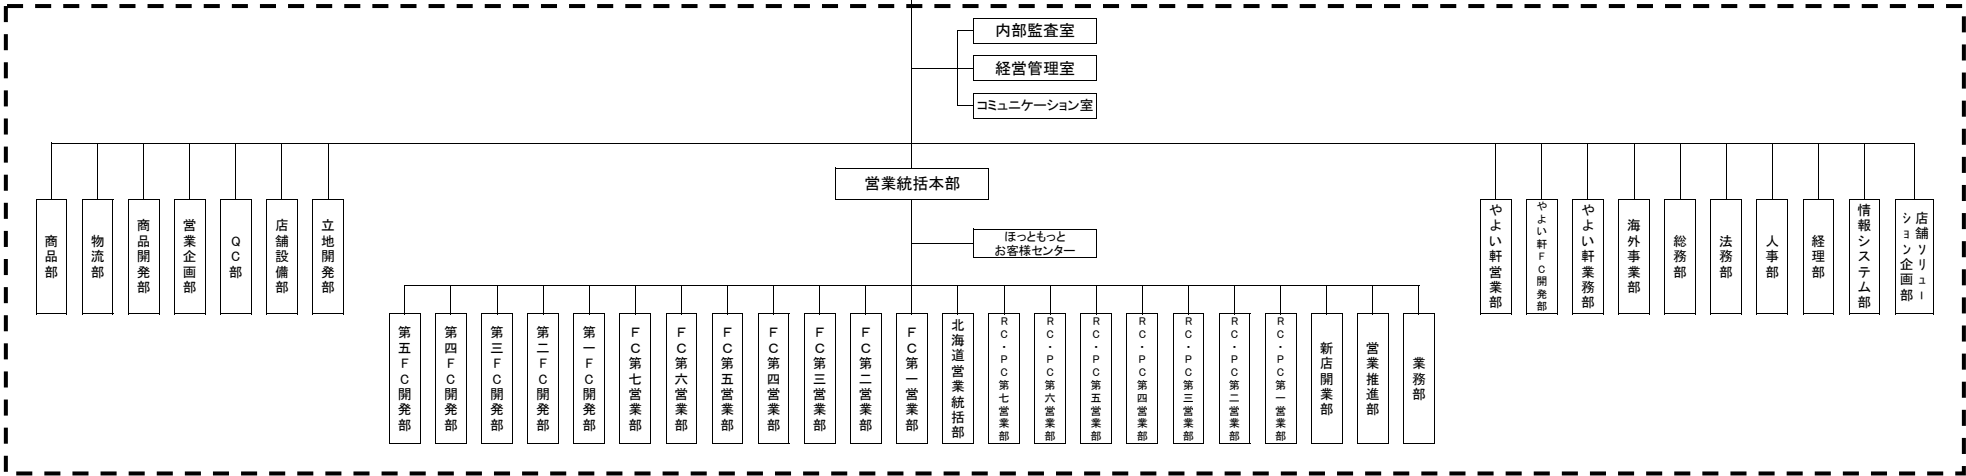 内部監査室
経営管理室
コミュニケーション室
営業統括本部
商品部
物流部
商品開発部
営業企画部
QC部
店舗設備部
立地開発部
やよい軒営業部
やよい軒FC開発部
やよい軒業務部
海外事業部
総務部
法務部
人事部
経理部
情報システム部
店舗ソリュー
ション企画部
ほっともっと
お客様センター
第五FC開発部
第四FC開発部
第三FC開発部
第二FC開発部
第一FC開発部
FC第七営業部
FC第六営業部
FC第五営業部
FC第四営業部
FC第三営業部
FC第二営業部
FC第一営業部
北海道営業統括部
RC・PC第七営業部
RC・PC第六営業部
RC・PC第五営業部
RC・PC第四営業部
RC・PC第三営業部
RC・PC第二営業部
RC・PC第一営業部
新店開業部
営業推進部
業務部